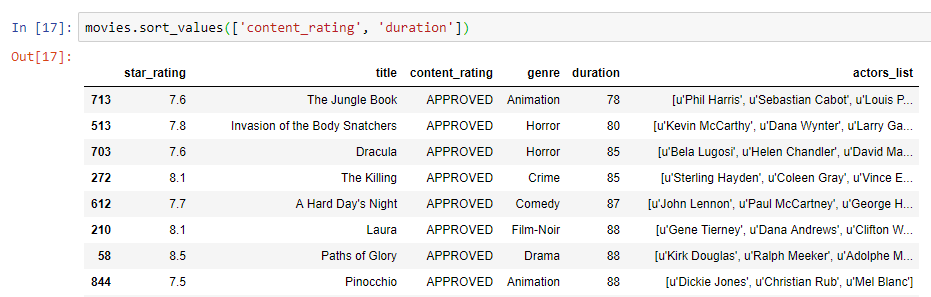 In [17]: movies.sort_values(['content_rating', 'duration'])
Out[17]:
star_rating title content_rating genre duration actors_list
713 7.6 The Jungle Book APPROVED Animation 78 [u'Phil Harris', u'Sebastian Cabot', u'Louis P...
513 7.8 Invasion of the Body Snatchers APPROVED Horror 80 [u'Kevin McCarthy', u'Dana Wynter', u'Larry Ga...
703 7.6 Dracula APPROVED Horror 85 [u'Bela Lugosi', u'Helen Chandler', u'David Ma...
272 8.1 The Killing APPROVED Crime 85 [u'Sterling Hayden', u'Coleen Gray', u'Vince E...
612 7.7 A Hard Day's Night APPROVED Comedy 87 [u'John Lennon', u'Paul McCartney', u'George H...
210 8.1 Laura APPROVED Film-Noir 88 [u'Gene Tierney', u'Dana Andrews', u'Clifton W...
58 8.5 Paths of Glory APPROVED Drama 88 [u'Kirk Douglas', u'Ralph Meeker', u'Adolphe M...
844 7.5 Pinocchio APPROVED Animation 88 [u'Dickie Jones', u'Christian Rub', u'Mel Blanc']